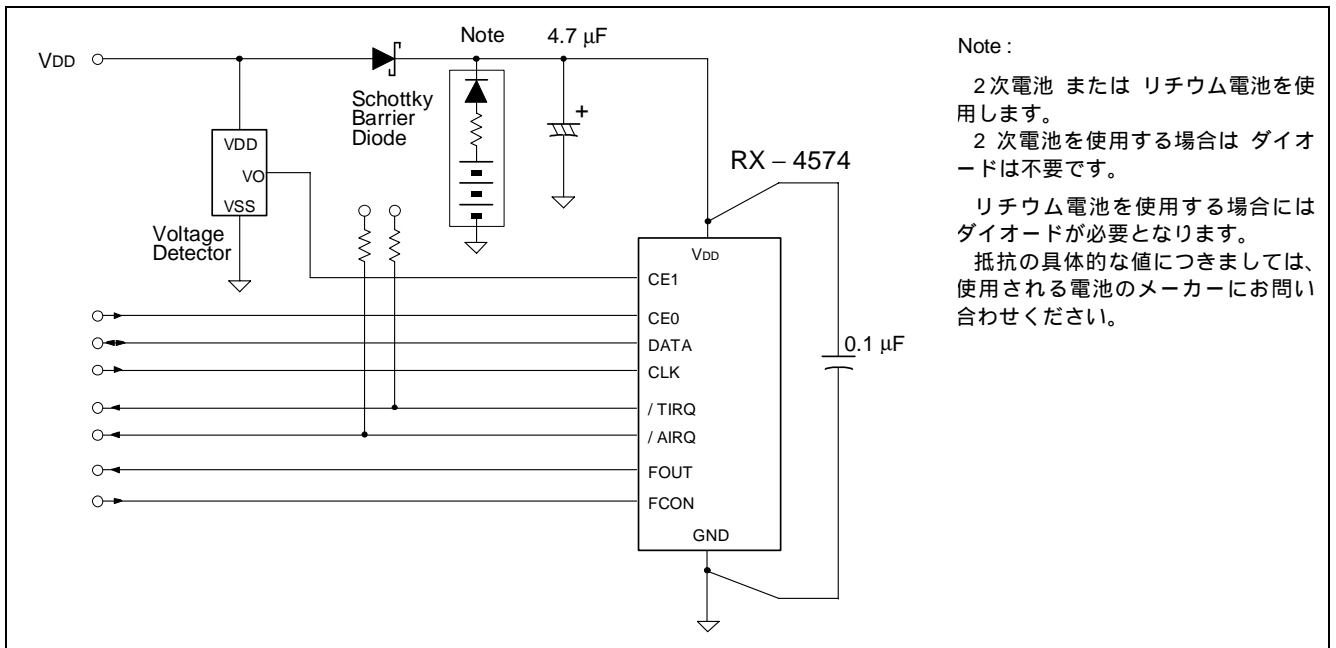 Note
4.7 μF
VDD
Schottky
Barrier
Diode
+
VDD
VO
VSS
Voltage
Detector
RX – 4574
VDD
CE1
CE0
DATA
CLK
/ TIRQ
/ AIRQ
FOUT
FCON
GND
0.1 μF
Note :
2次電池 または リチウム電池を使
用します。
2 次電池を使用する場合は ダイオ
ードは不要です。
リチウム電池を使用する場合には
ダイオードが必要となります。
抵抗の具体的な値につきましては、
使用される電池のメーカーにお問い
合わせください。